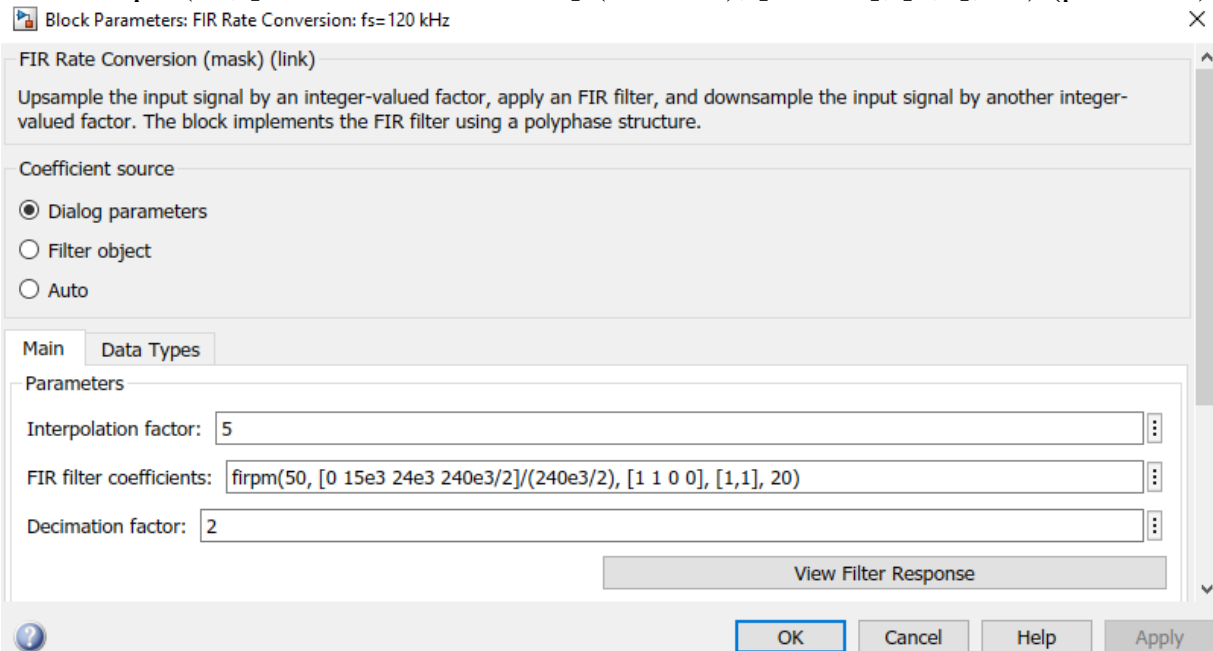 Block Parameters: FIR Rate Conversion: fs=120 kHz
FIR Rate Conversion (mask) (link)
Upsample the input signal by an integer-valued factor, apply an FIR filter, and downsample the input signal by another integer-
valued factor. The block implements the FIR filter using a polyphase structure.
Coefficient source
Dialog parameters
Filter object
Auto
Main Data Types
Parameters
Interpolation factor: 5
FIR filter coefficients: firpm(50, [0 15e3 24e3 240e3/2]/(240e3/2), [1 1 0 0], [1,1], 20)
Decimation factor: 2
View Filter Response
OK Cancel Help Apply